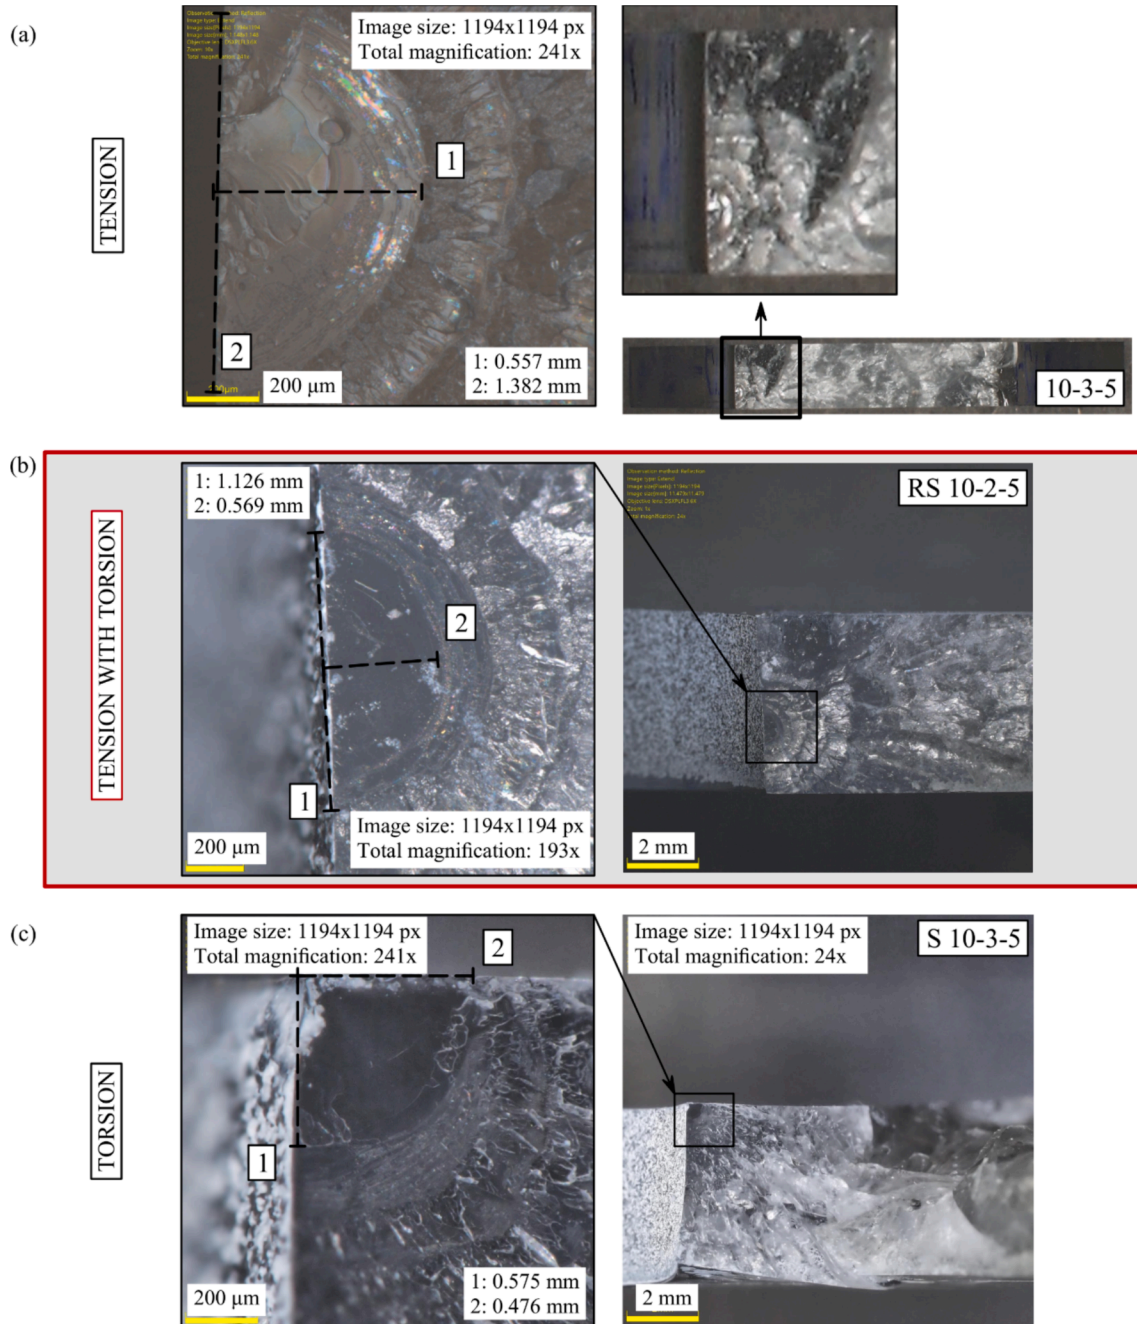 (a)
TENSION
Image size: 1194x1194 px
Total magnification: 241x
1
2
200 μm
1: 0.557 mm
2: 1.382 mm
10-3-5
(b)
TENSION WITH TORSION
1: 1.126 mm
2: 0.569 mm
2
1
Image size: 1194x1194 px
Total magnification: 193x
200 μm
RS 10-2-5
2 mm
(c)
TORSION
Image size: 1194x1194 px
Total magnification: 241x
2
1
200 μm
1: 0.575 mm
2: 0.476 mm
Image size: 1194x1194 px
Total magnification: 24x
S 10-3-5
2 mm